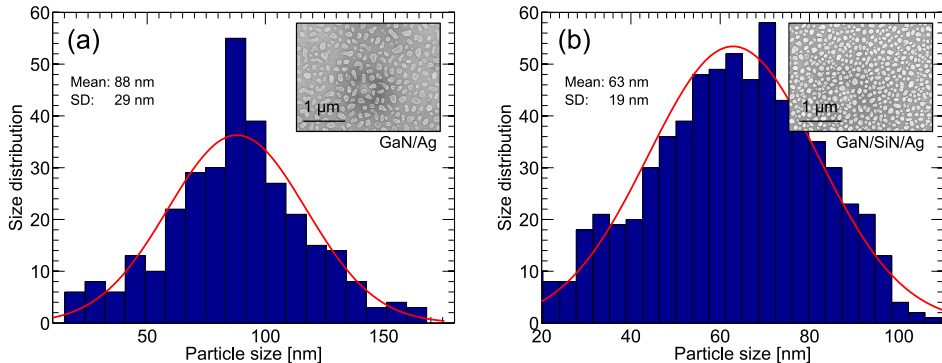 (a)
Mean: 88 nm
SD: 29 nm
1 µm
GaN/Ag
Size distribution
0
10
20
30
40
50
60
50
100
150
Particle size [nm]
(b)
Mean: 63 nm
SD: 19 nm
1 µm
GaN/SiN/Ag
Size distribution
0
10
20
30
40
50
60
20
40
60
80
100
Particle size [nm]